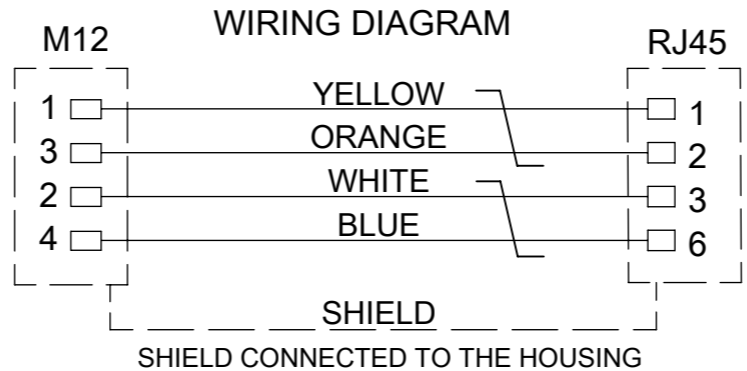 WIRING DIAGRAM
M12 RJ45
1 YELLOW 1
3 ORANGE 2
2 WHITE 3
4 BLUE 6
SHIELD
SHIELD CONNECTED TO THE HOUSING